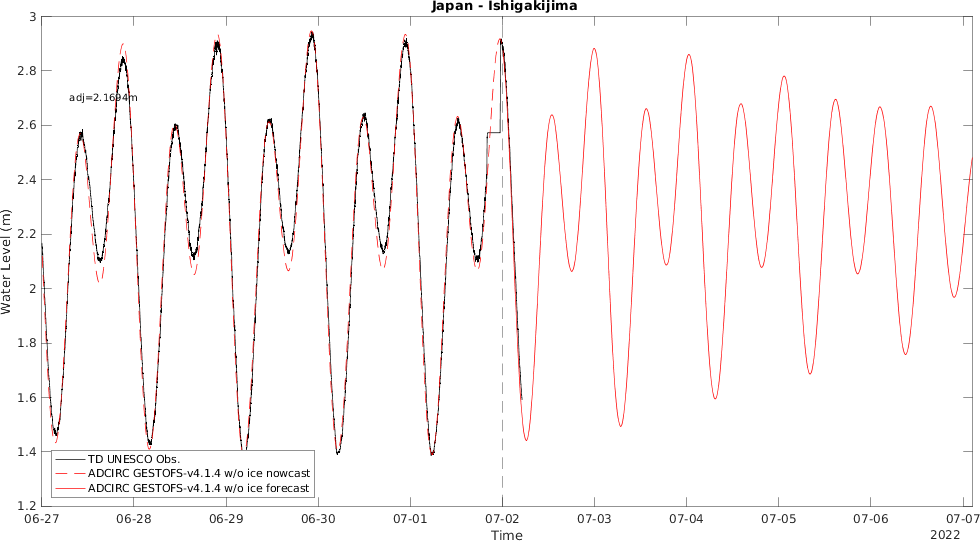 Japan - Ishigakijima
3
2.8
adj=2.1694m
2.6
2.4
2.2
2
1.8
1.6
1.4
1.2
Water Level (m)
TD UNESCO Obs.
ADCIRC GESTOFS-v4.1.4 w/o ice nowcast
ADCIRC GESTOFS-v4.1.4 w/o ice forecast
06-27 06-28 06-29 06-30 07-01 07-02 07-03 07-04 07-05 07-06 07-07
Time
2022